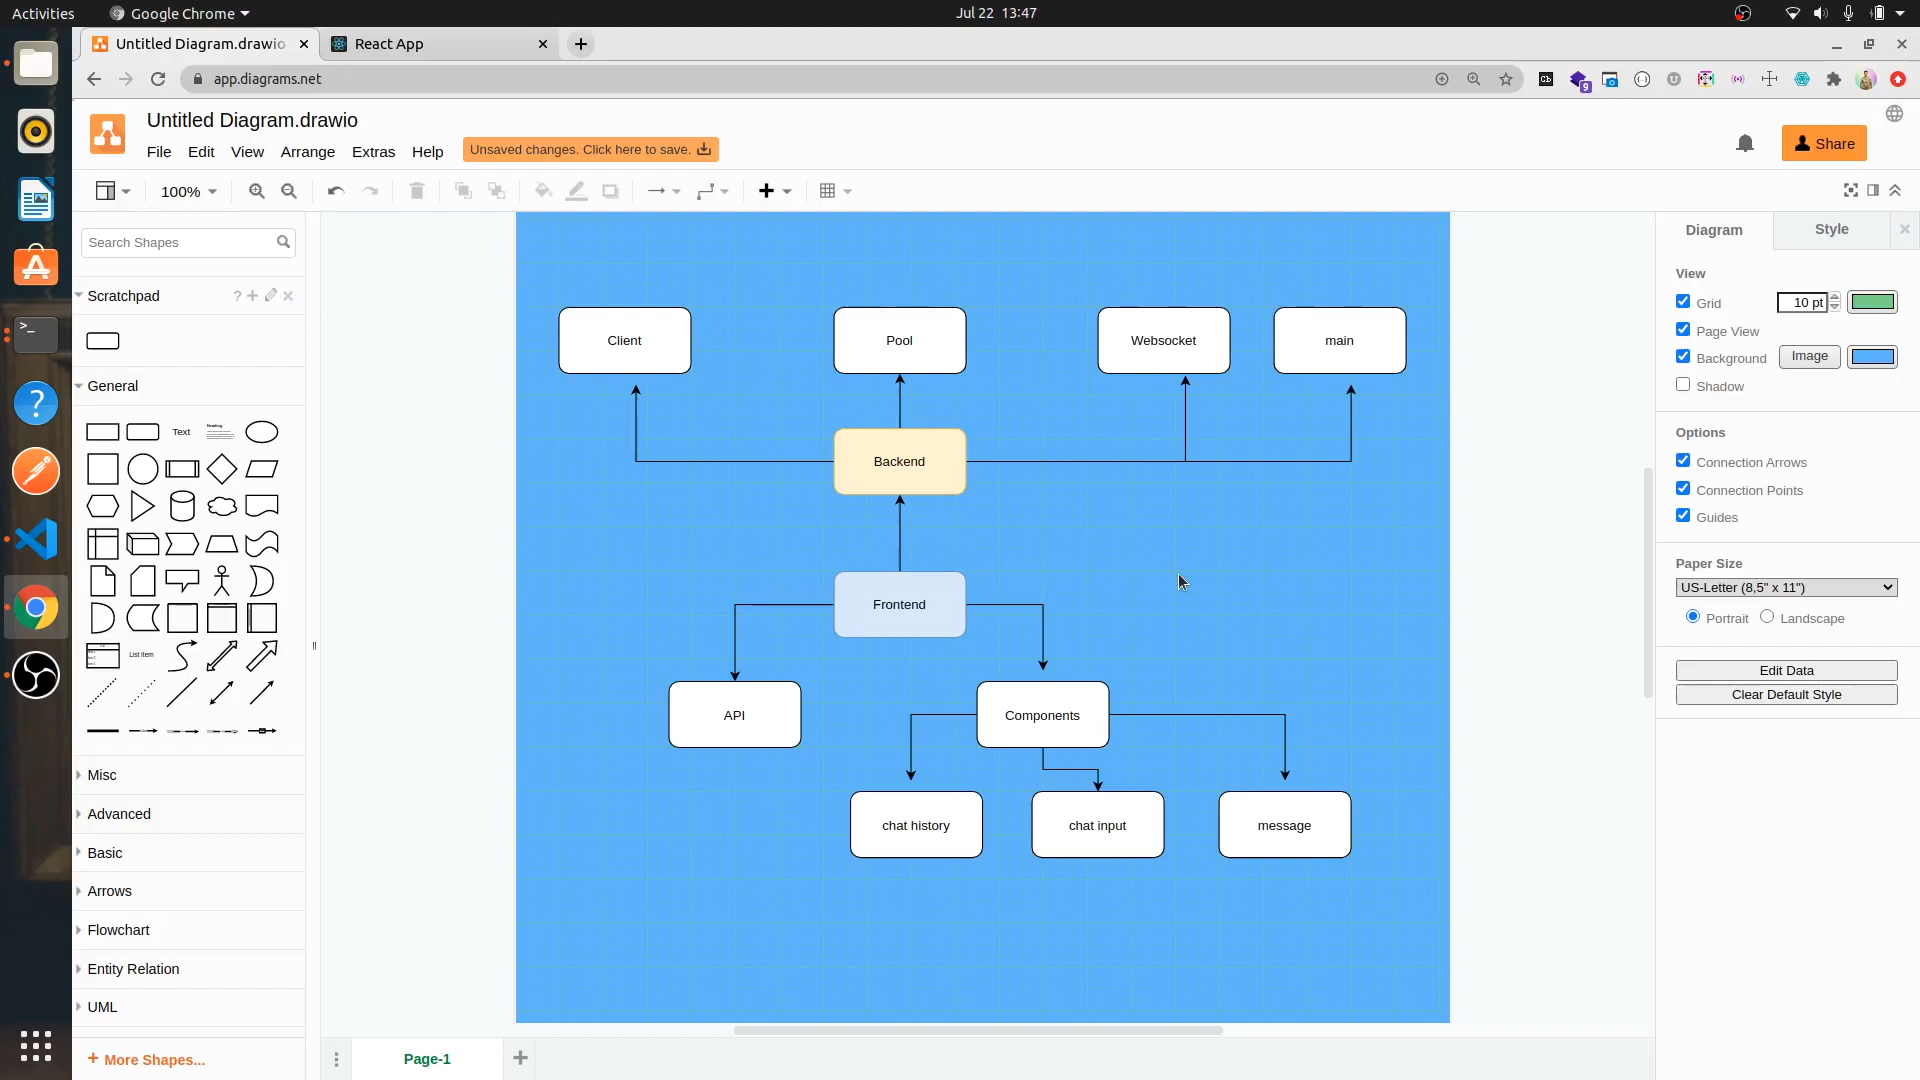 Activities
Google Chrome
Jul 22 13:47
Untitled Diagram.drawio
React App
app.diagrams.net
9
Untitled Diagram.drawio
File
Edit
View
Arrange
Extras
Help
Unsaved changes. Click here to save.
Share
100%
Search Shapes
Scratchpad
?
General
Text
Heading
List Item
Misc
Advanced
Basic
Arrows
Flowchart
Entity Relation
UML
+ More Shapes...
Client
Pool
Websocket
main
Backend
Frontend
API
Components
chat history
chat input
message
Page-1
Diagram
Style
View
Grid
10 pt
Page View
Background
Image
Shadow
Options
Connection Arrows
Connection Points
Guides
Paper Size
US-Letter (8,5" x 11")
Portrait
Landscape
Edit Data
Clear Default Style